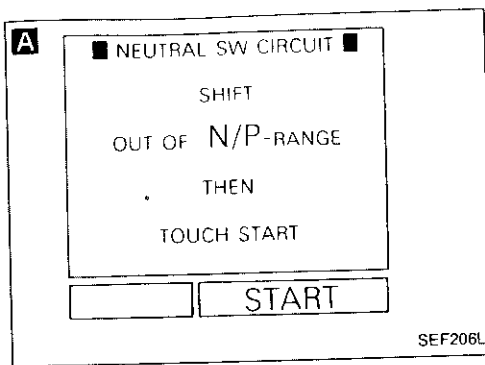 A
■ NEUTRAL SW CIRCUIT ■
SHIFT
OUT OF N/P-RANGE
THEN
TOUCH START
START
SEF206L